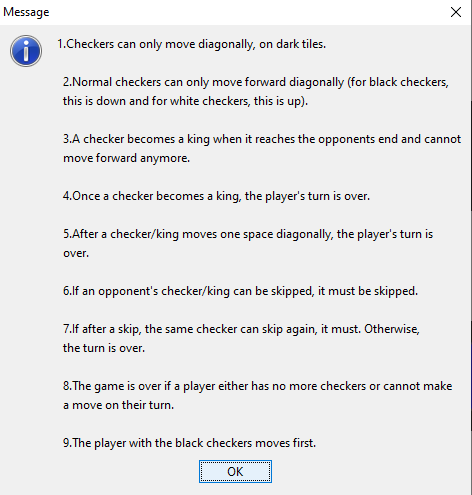 Message
1.Checkers can only move diagonally, on dark tiles.
2.Normal checkers can only move forward diagonally (for black checkers,
this is down and for white checkers, this is up).
3.A checker becomes a king when it reaches the opponents end and cannot
move forward anymore.
4.Once a checker becomes a king, the player's turn is over.
5.After a checker/king moves one space diagonally, the player's turn is
over.
6.If an opponent's checker/king can be skipped, it must be skipped.
7.If after a skip, the same checker can skip again, it must. Otherwise,
the turn is over.
8.The game is over if a player either has no more checkers or cannot make
a move on their turn.
9.The player with the black checkers moves first.
OK